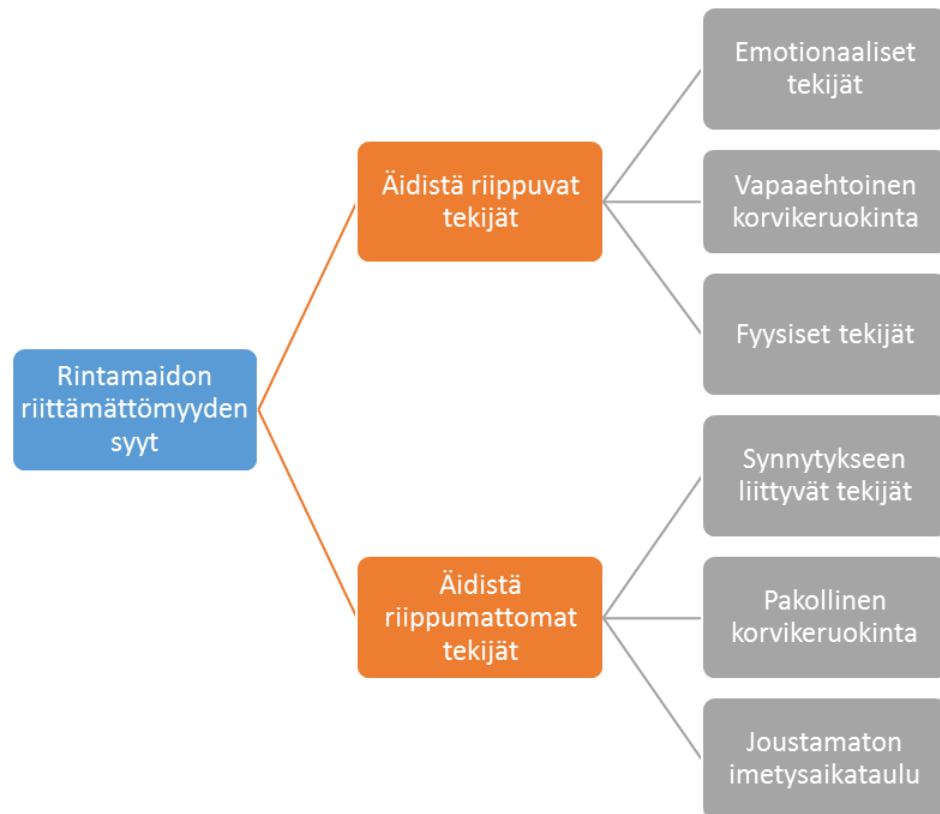 Rintamaidon
riittämättömyyden
syyt
Äidistä riippuvat
tekijät
Emotionaaliset
tekijät
Vapaaehtoinen
korvikeruokinta
Fyysiset tekijät
Äidistä
riippumattomat
tekijät
Synnytykseen
liittyvät tekijät
Pakollinen
korvikeruokinta
Joustamaton
imetysaikataulu